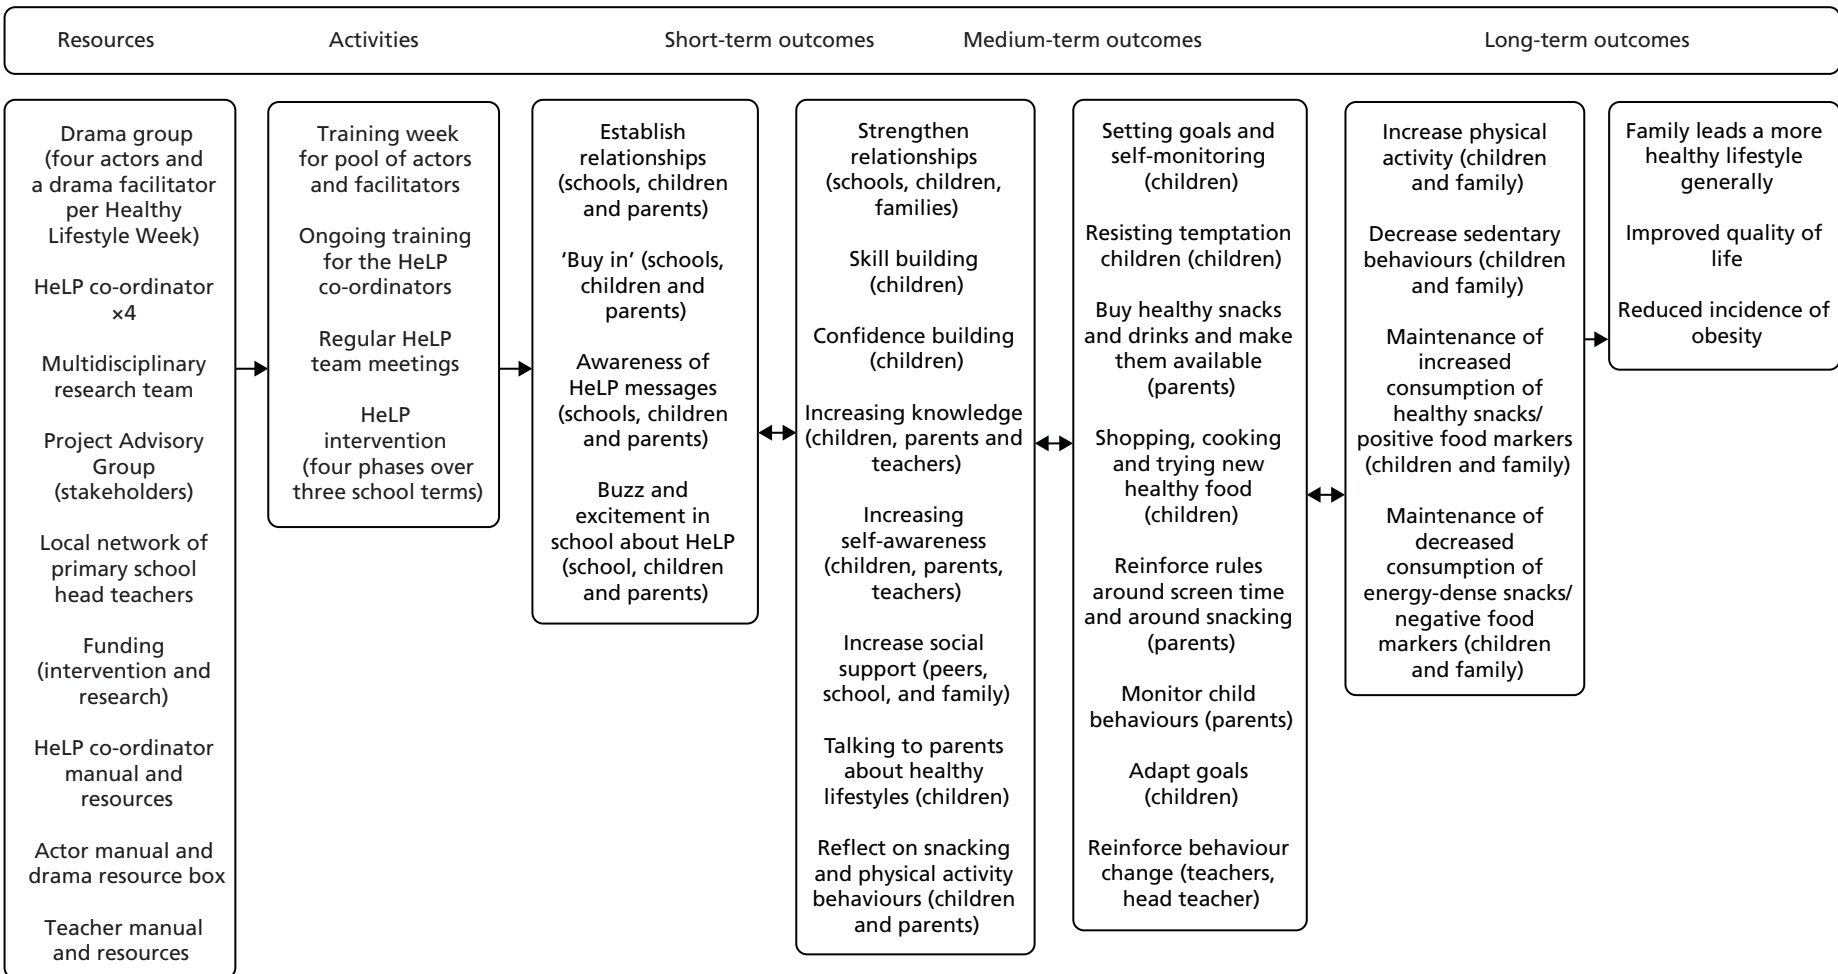 Resources
Activities
Short-term outcomes
Medium-term outcomes
Long-term outcomes
Drama group
(four actors and
a drama facilitator
per Healthy
Lifestyle Week)
HeLP co-ordinator
×4
Multidisciplinary
research team
Project Advisory
Group
(stakeholders)
Local network of
primary school
head teachers
Funding
(intervention and
research)
HeLP co-ordinator
manual and
resources
Actor manual and
drama resource box
Teacher manual
and resources
Training week
for pool of actors
and facilitators
Ongoing training
for the HeLP
co-ordinators
Regular HeLP
team meetings
HeLP
intervention
(four phases over
three school terms)
Establish
relationships
(schools, children
and parents)
‘Buy in’ (schools,
children and
parents)
Awareness of
HeLP messages
(schools, children
and parents)
Buzz and
excitement in
school about HeLP
(school, children
and parents)
Strengthen
relationships
(schools, children,
families)
Skill building
(children)
Confidence building
(children)
Increasing knowledge
(children, parents and
teachers)
Increasing
self-awareness
(children, parents,
teachers)
Increase social
support (peers,
school, and family)
Talking to parents
about healthy
lifestyles (children)
Reflect on snacking
and physical activity
behaviours (children
and parents)
Setting goals and
self-monitoring
(children)
Resisting temptation
children (children)
Buy healthy snacks
and drinks and make
them available
(parents)
Shopping, cooking
and trying new
healthy food
(children)
Reinforce rules
around screen time
and around snacking
(parents)
Monitor child
behaviours (parents)
Adapt goals
(children)
Reinforce behaviour
change (teachers,
head teacher)
Increase physical
activity (children
and family)
Decrease sedentary
behaviours (children
and family)
Maintenance of
increased
consumption of
healthy snacks/
positive food markers
(children and family)
Maintenance of
decreased
consumption of
energy-dense snacks/
negative food
markers (children
and family)
Family leads a more
healthy lifestyle
generally
Improved quality of
life
Reduced incidence of
obesity